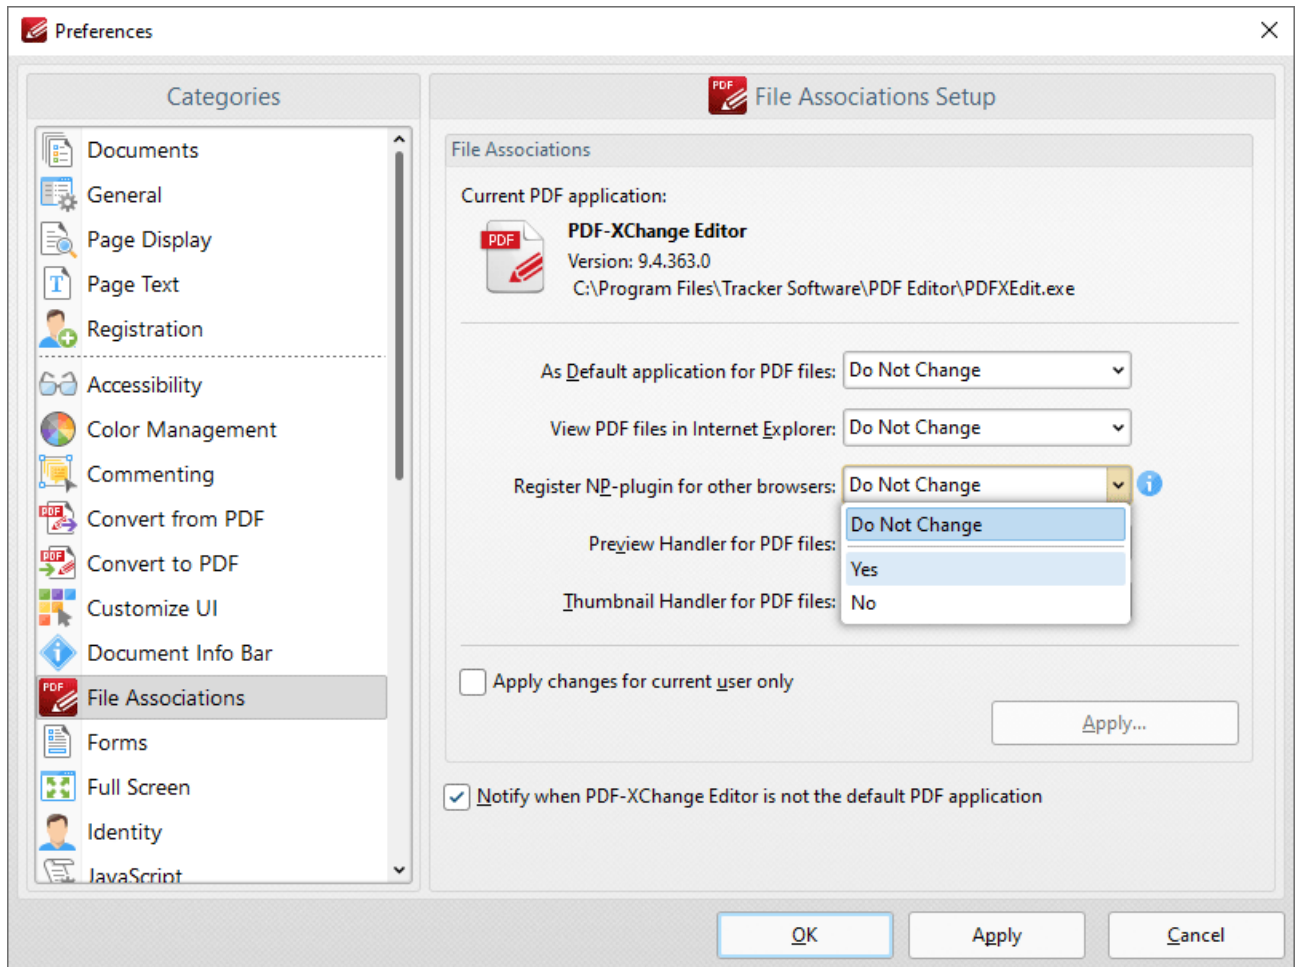 Preferences
Categories
Documents
General
Page Display
Page Text
Registration
Accessibility
Color Management
Commenting
Convert from PDF
Convert to PDF
Customize UI
Document Info Bar
File Associations
Forms
Full Screen
Identity
JavaScript
File Associations Setup
File Associations
Current PDF application:
PDF-XChange Editor
Version: 9.4.363.0
C:\Program Files\Tracker Software\PDF Editor\PDFXEdit.exe
As Default application for PDF files: Do Not Change
View PDF files in Internet Explorer: Do Not Change
Register NP-plugin for other browsers: Do Not Change
Do Not Change
Preview Handler for PDF files:
Yes
Thumbnail Handler for PDF files:
No
Apply changes for current user only
Apply...
Notify when PDF-XChange Editor is not the default PDF application
OK Apply Cancel